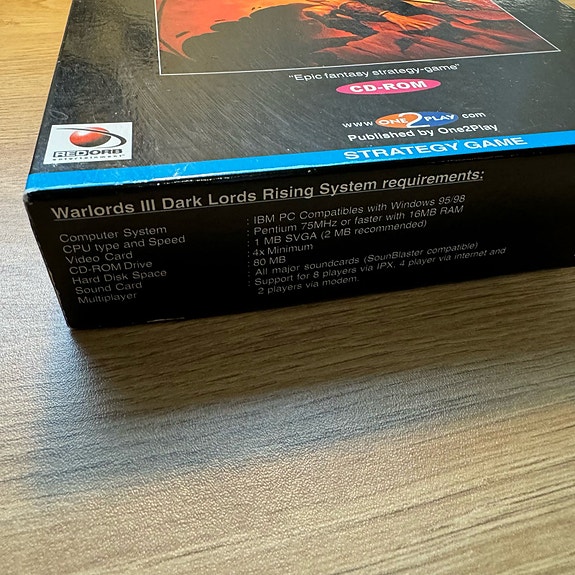 "Epic fantasy strategy-game"
CD-ROM
www. ONE2PLAY .com
Published by One2Play
REDORB
Entertainment
STRATEGY GAME
Warlords III Dark Lords Rising System requirements:
Computer System : IBM PC Compatibles with Windows 95/98
CPU type and Speed : Pentium 75MHz or faster with 16MB RAM
Video Card : 1 MB SVGA (2 MB recommended)
CD-ROM Drive : 4x Minimum
Hard Disk Space : 80 MB
Sound Card : All major soundcards (SounBlaster compatible)
Multiplayer : Support for 8 players via IPX, 4 player via internet and
2 players via modem.